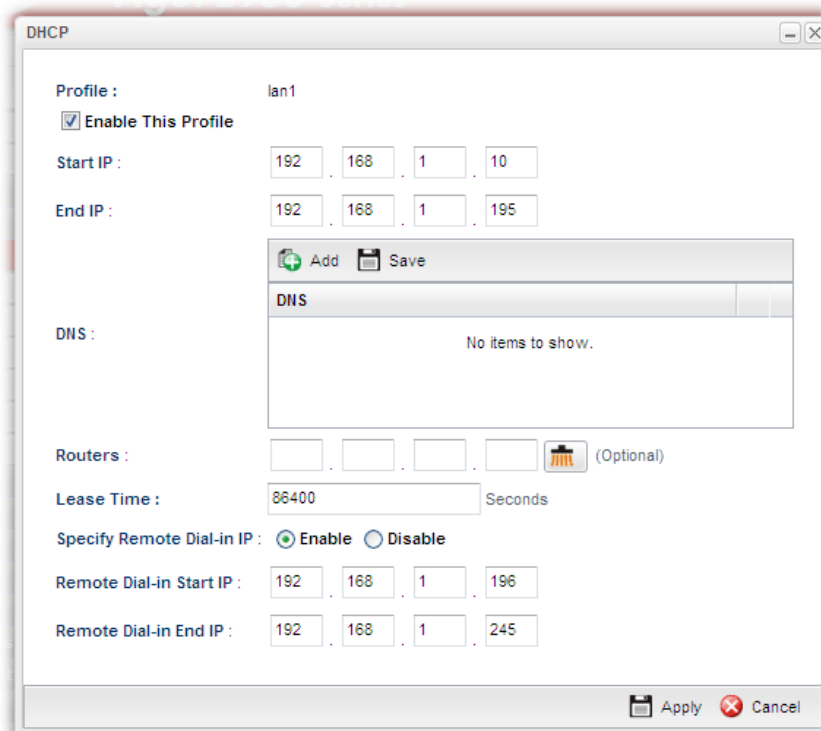 DHCP
Profile : lan1
Enable This Profile
Start IP : 192 . 168 . 1 . 10
End IP : 192 . 168 . 1 . 195
Add Save
DNS
DNS :
No items to show.
Routers : . . . (Optional)
Lease Time : 86400 Seconds
Specify Remote Dial-in IP : Enable Disable
Remote Dial-in Start IP : 192 . 168 . 1 . 196
Remote Dial-in End IP : 192 . 168 . 1 . 245
Apply Cancel